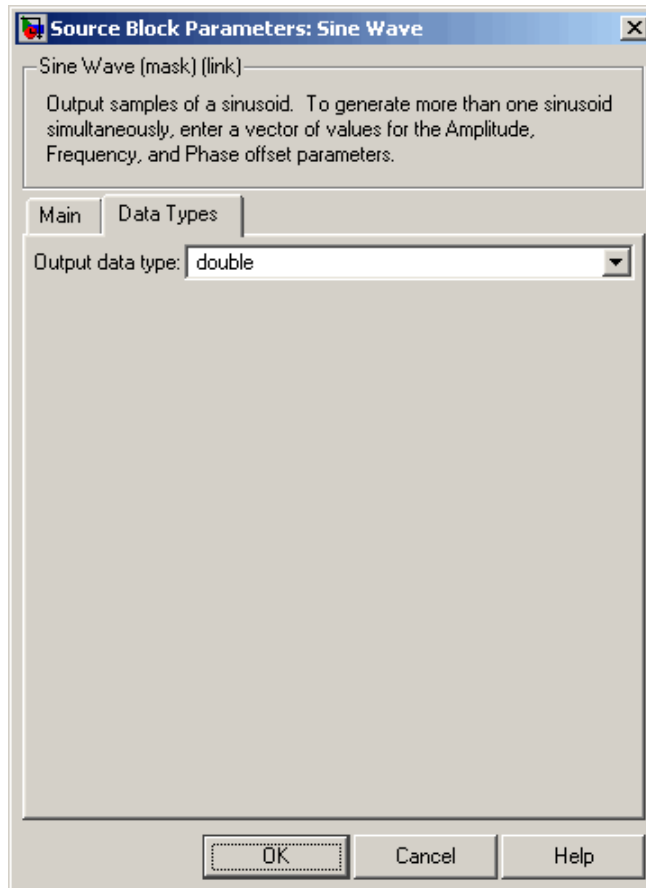 Source Block Parameters: Sine Wave
Sine Wave (mask) (link)
Output samples of a sinusoid. To generate more than one sinusoid
simultaneously, enter a vector of values for the Amplitude,
Frequency, and Phase offset parameters.
Main Data Types
Output data type: double
OK Cancel Help